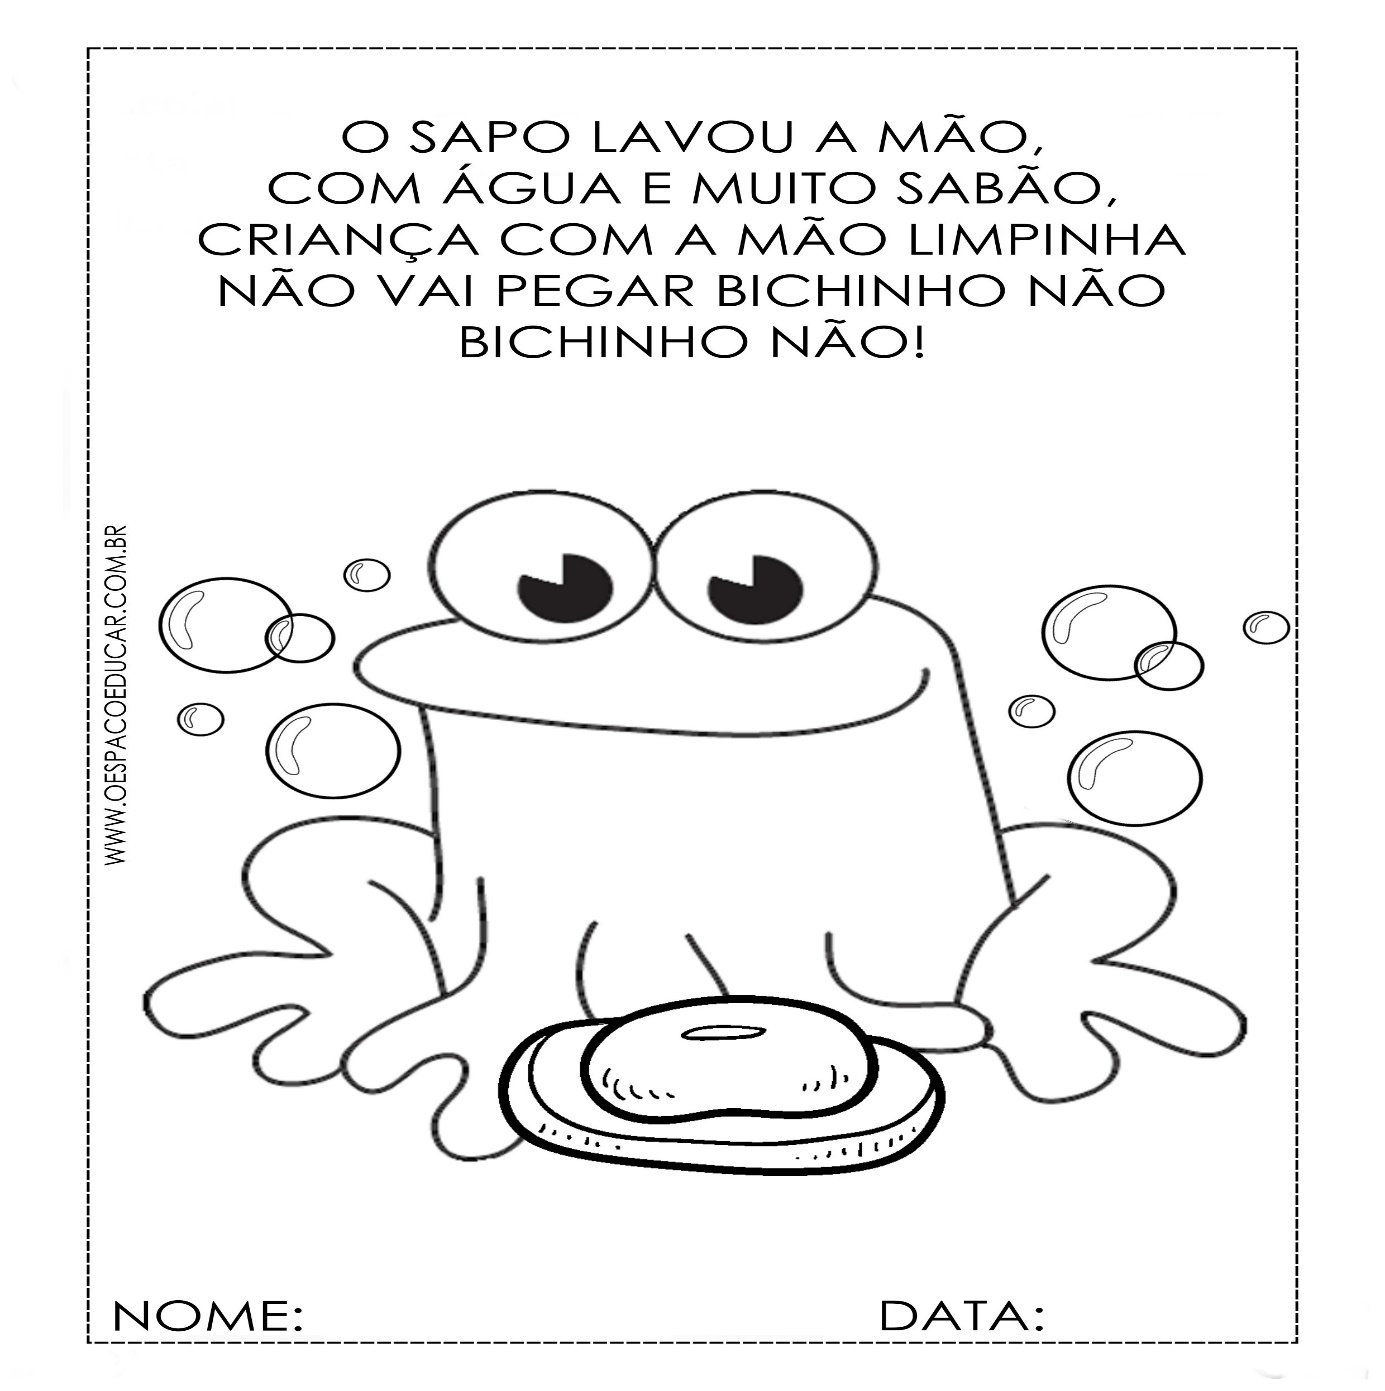 O SAPO LAVOU A MÃO,
COM ÁGUA E MUITO SABÃO,
CRIANÇA COM A MÃO LIMPINHA
NÃO VAI PEGAR BICHINHO NÃO
BICHINHO NÃO!
WWW.OESPACOEDUCAR.COM.BR
NOME:
DATA: